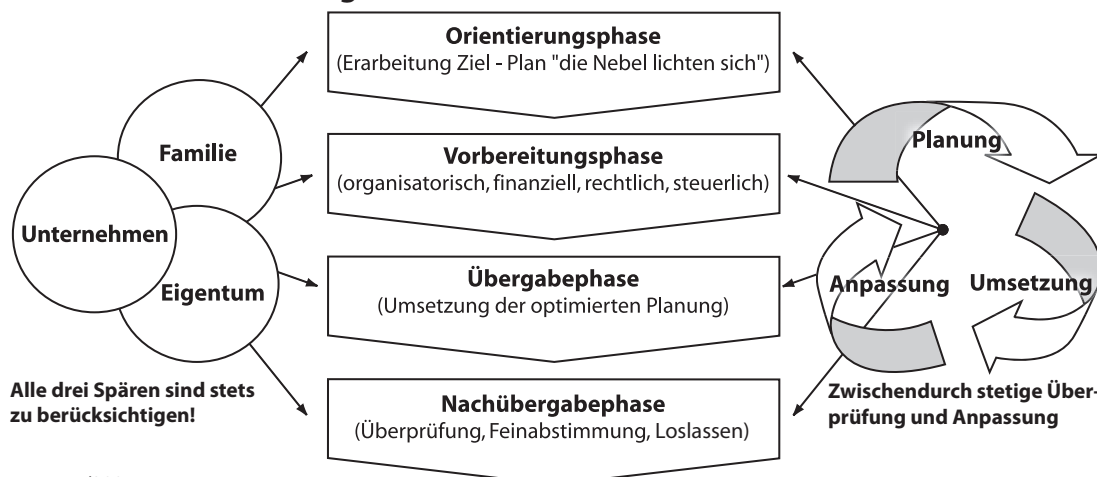 Orientierungsphase
(Erarbeitung Ziel - Plan "die Nebel lichten sich")
Vorbereitungsphase
(organisatorisch, finanziell, rechtlich, steuerlich)
Übergabephase
(Umsetzung der optimierten Planung)
Nachübergabephase
(Überprüfung, Feinabstimmung, Loslassen)
Familie
Unternehmen
Eigentum
Alle drei Spären sind stets
zu berücksichtigen!
Planung
Anpassung
Umsetzung
Zwischendurch stetige Über-
prüfung und Anpassung